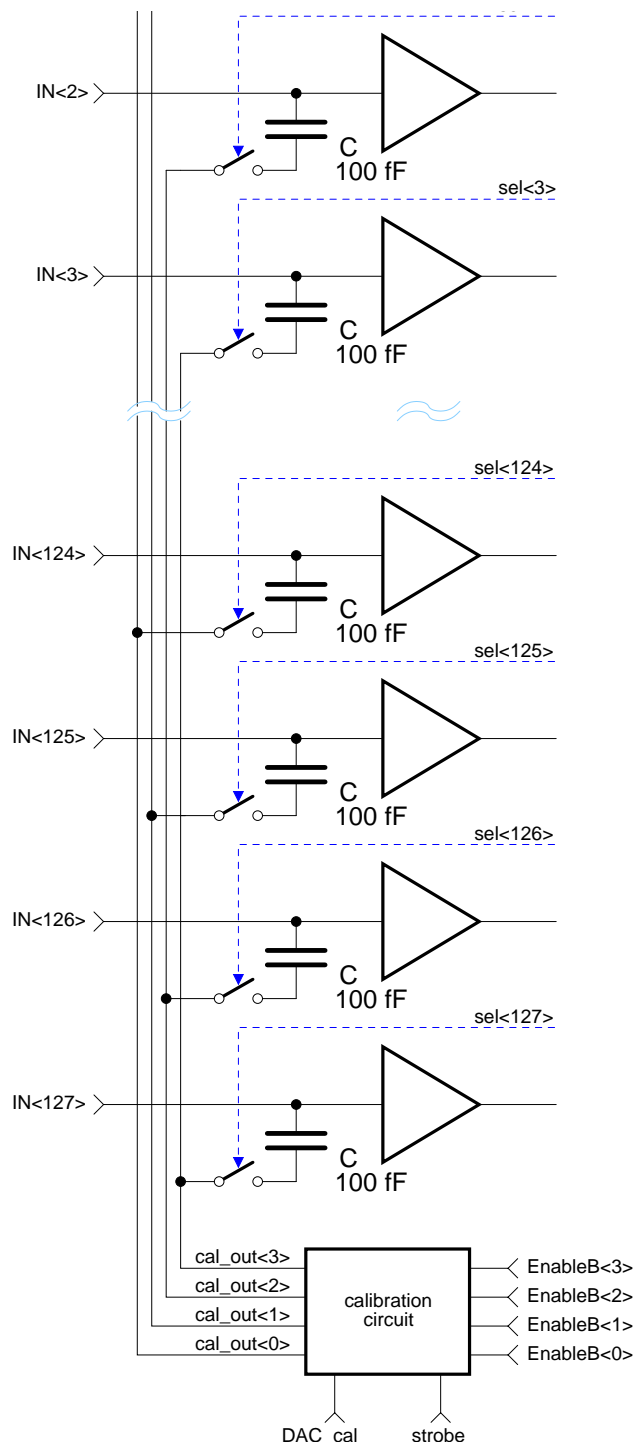 IN<2>
C
100 fF
sel<3>
IN<3>
C
100 fF
sel<124>
IN<124>
C
100 fF
sel<125>
IN<125>
C
100 fF
sel<126>
IN<126>
C
100 fF
sel<127>
IN<127>
C
100 fF
cal_out<3>
EnableB<3>
cal_out<2>
EnableB<2>
calibration
circuit
cal_out<1>
EnableB<1>
cal_out<0>
EnableB<0>
DAC_cal
strobe